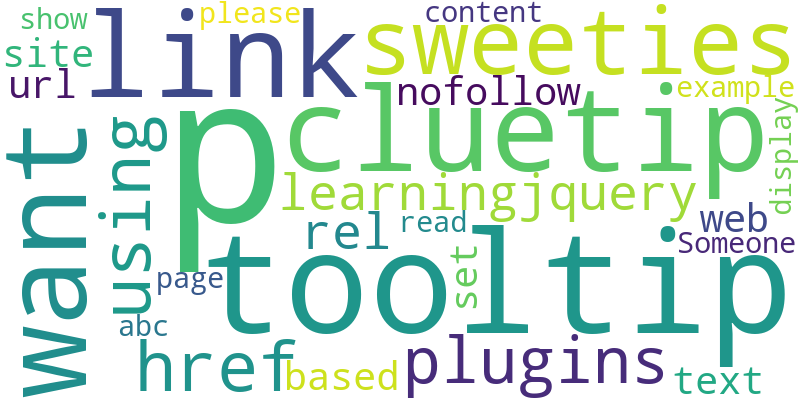 show
please
content
link
sweeties
site
url
nofollow
example
p
cluetip
display
want
using
learningjquery
rel
read
web
Someone
tooltip
set
page
abc
href
based
plugins
text